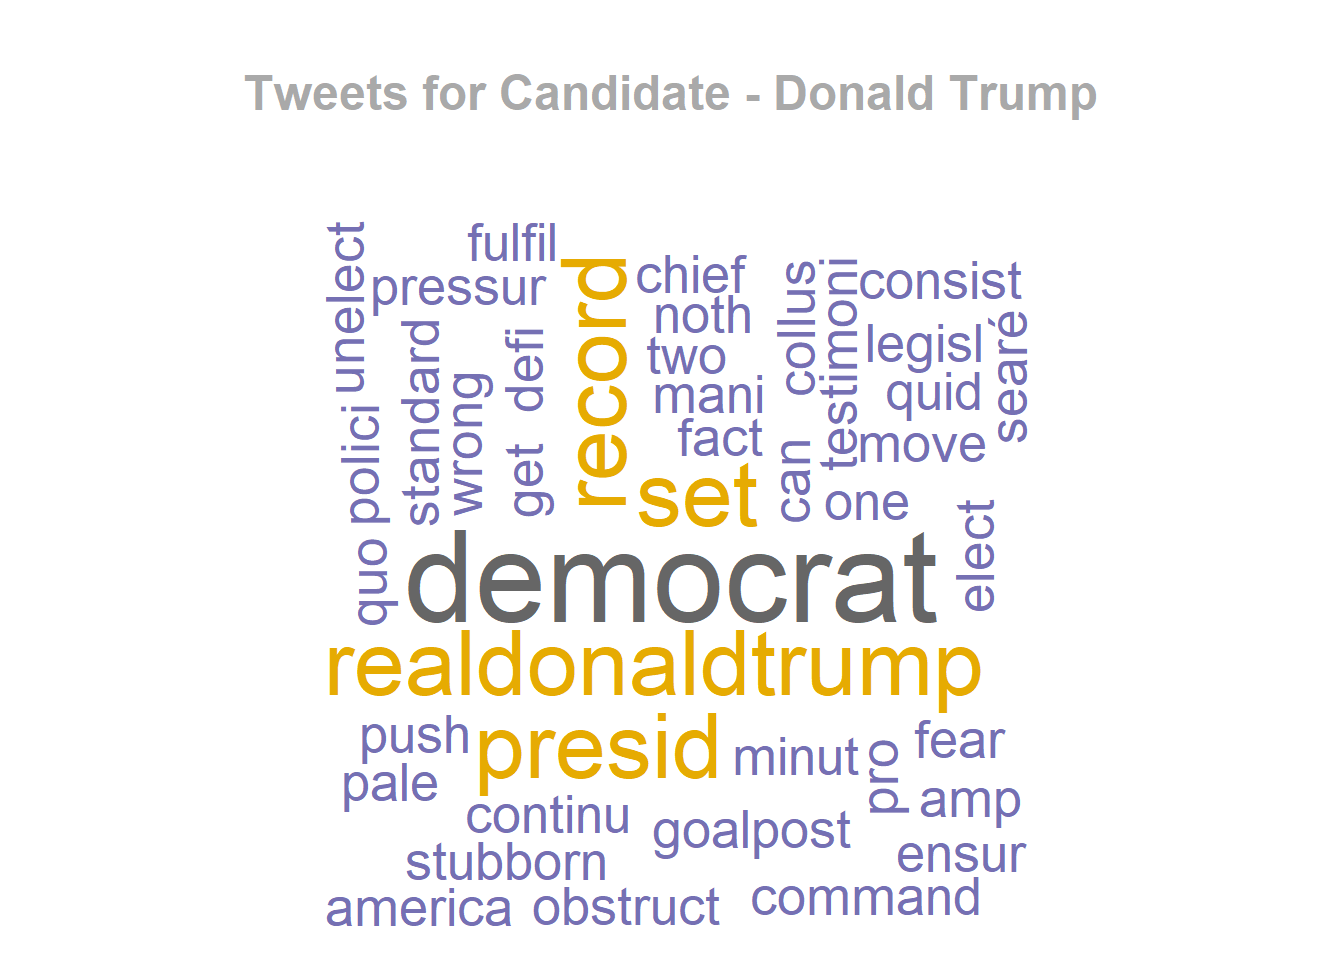 Tweets for Candidate - Donald Trump
unelect
fulfil
pressur
record
chief
noth
two
mani
fact
collus
testimoni
consist
legisl
quid
searé
move
polici
standard
wrong
defi
get
set
can
one
quo
democrat
elect
realdonaldtrump
push
presid
minut
pro
fear
pale
amp
continu
goalpost
stubborn
ensur
america
obstruct
command